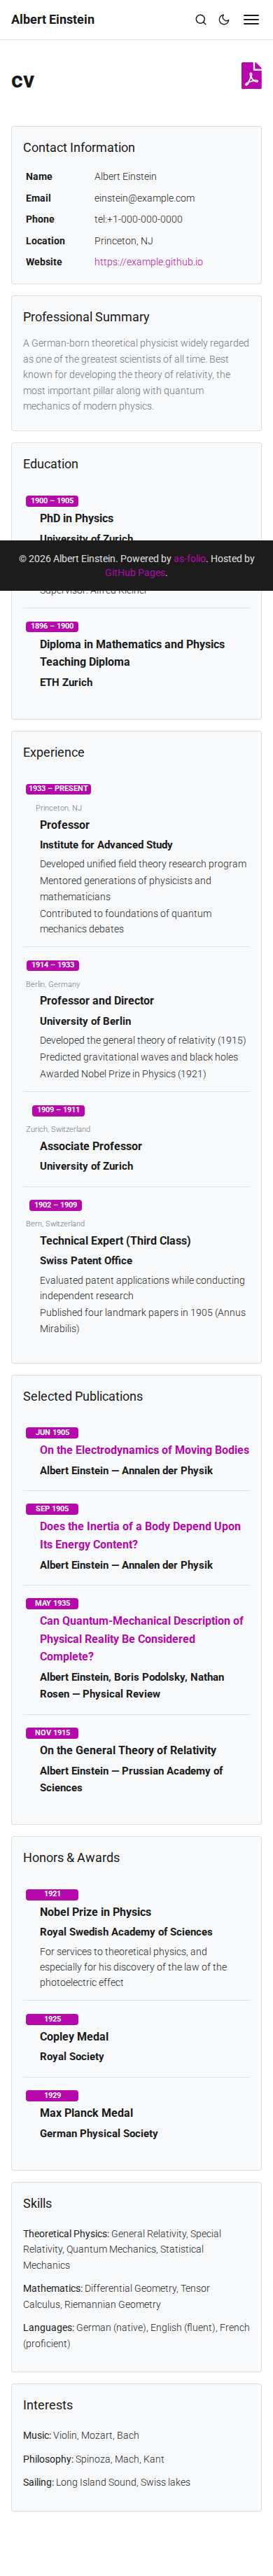 Albert Einstein
cv
Contact Information
Name Albert Einstein
Email einstein@example.com
Phone tel:+1-000-000-0000
Location Princeton, NJ
Website https://example.github.io
Professional Summary
A German-born theoretical physicist widely regarded
as one of the greatest scientists of all time. Best
known for developing the theory of relativity, the
most important pillar along with quantum
mechanics of modern physics.
Education
1900 – 1905
PhD in Physics
University of Zurich
© 2026 Albert Einstein. Powered by as-folio. Hosted by
GitHub Pages.
Supervisor: Alfred Kleiner
1896 – 1900
Diploma in Mathematics and Physics
Teaching Diploma
ETH Zurich
Experience
1933 – PRESENT
Princeton, NJ
Professor
Institute for Advanced Study
Developed unified field theory research program
Mentored generations of physicists and
mathematicians
Contributed to foundations of quantum
mechanics debates
1914 – 1933
Berlin, Germany
Professor and Director
University of Berlin
Developed the general theory of relativity (1915)
Predicted gravitational waves and black holes
Awarded Nobel Prize in Physics (1921)
1909 – 1911
Zurich, Switzerland
Associate Professor
University of Zurich
1902 – 1909
Bern, Switzerland
Technical Expert (Third Class)
Swiss Patent Office
Evaluated patent applications while conducting
independent research
Published four landmark papers in 1905 (Annus
Mirabilis)
Selected Publications
JUN 1905
On the Electrodynamics of Moving Bodies
Albert Einstein — Annalen der Physik
SEP 1905
Does the Inertia of a Body Depend Upon
Its Energy Content?
Albert Einstein — Annalen der Physik
MAY 1935
Can Quantum-Mechanical Description of
Physical Reality Be Considered
Complete?
Albert Einstein, Boris Podolsky, Nathan
Rosen — Physical Review
NOV 1915
On the General Theory of Relativity
Albert Einstein — Prussian Academy of
Sciences
Honors & Awards
1921
Nobel Prize in Physics
Royal Swedish Academy of Sciences
For services to theoretical physics, and
especially for his discovery of the law of the
photoelectric effect
1925
Copley Medal
Royal Society
1929
Max Planck Medal
German Physical Society
Skills
Theoretical Physics: General Relativity, Special
Relativity, Quantum Mechanics, Statistical
Mechanics
Mathematics: Differential Geometry, Tensor
Calculus, Riemannian Geometry
Languages: German (native), English (fluent), French
(proficient)
Interests
Music: Violin, Mozart, Bach
Philosophy: Spinoza, Mach, Kant
Sailing: Long Island Sound, Swiss lakes